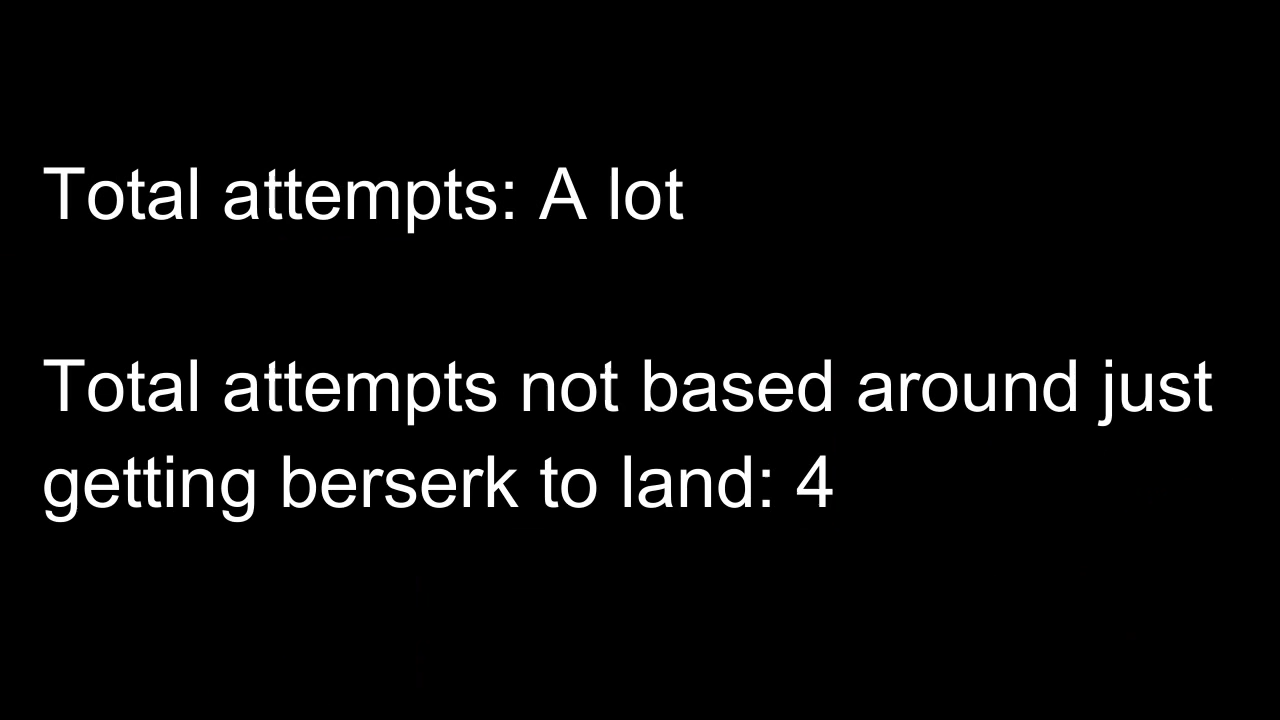 Total attempts: A lot
Total attempts not based around just
getting berserk to land: 4